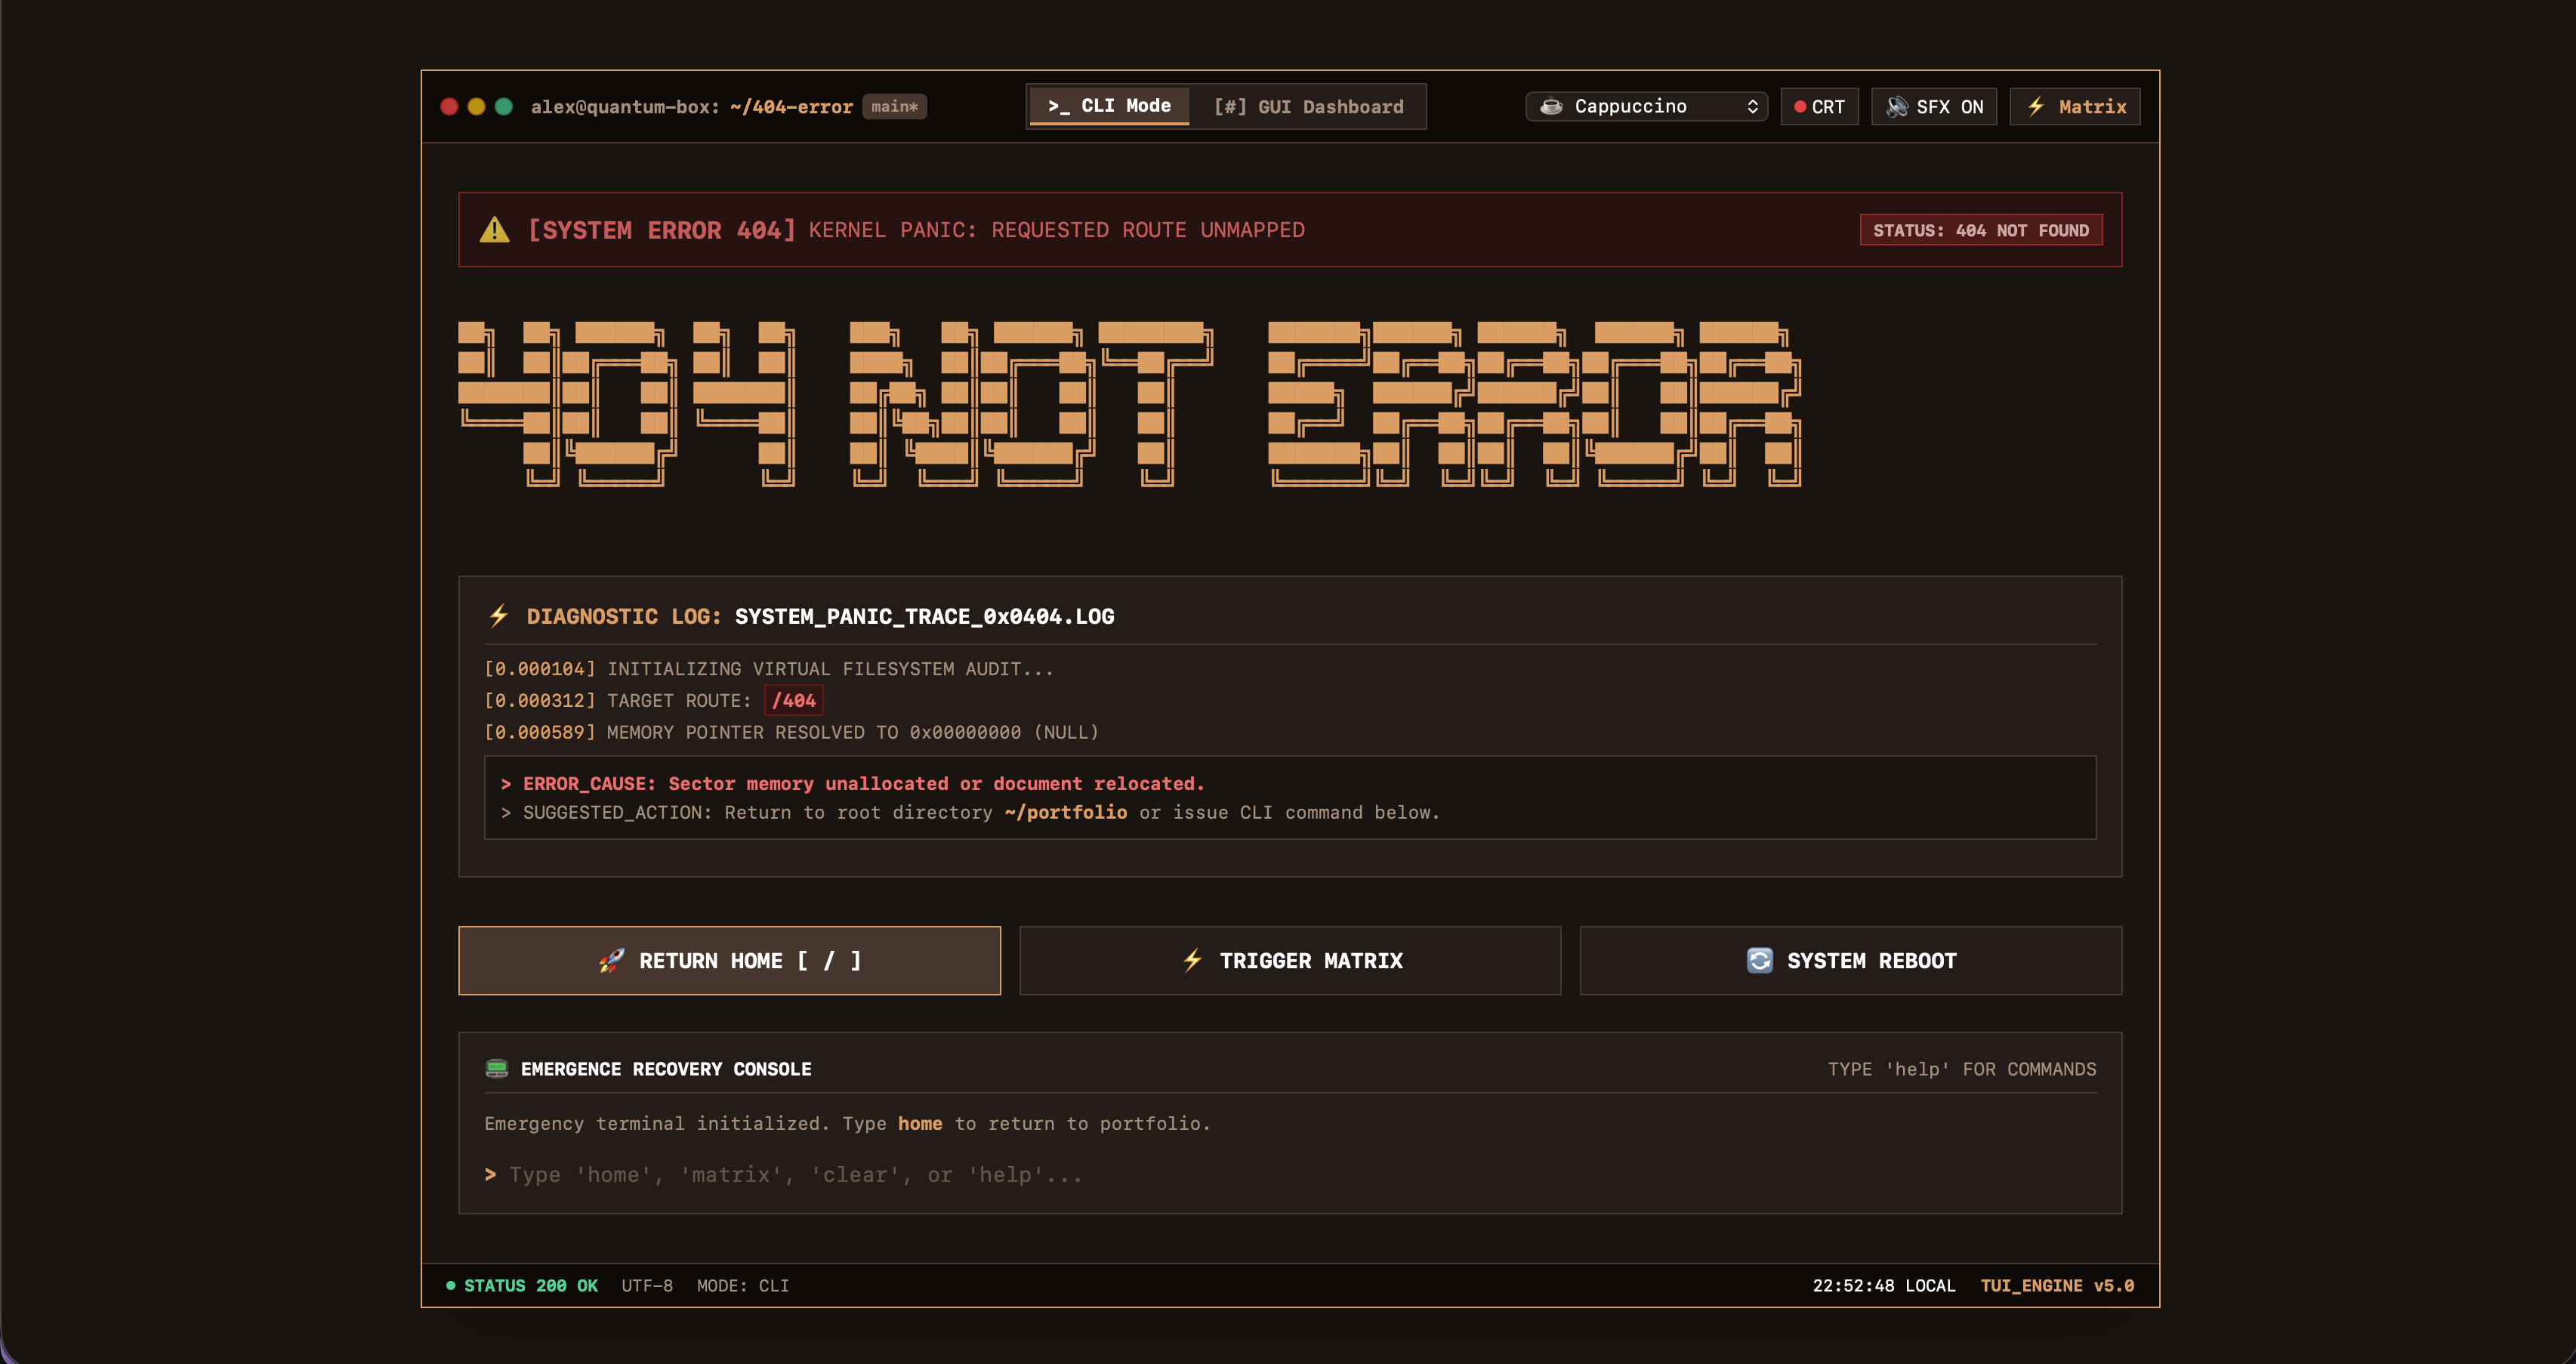 alex@quantum-box: ~/404-error main*
>_ CLI Mode [#] GUI Dashboard
Cappuccino
CRT
SFX ON
Matrix
[SYSTEM ERROR 404] KERNEL PANIC: REQUESTED ROUTE UNMAPPED
STATUS: 404 NOT FOUND
404 NOT ERROR
DIAGNOSTIC LOG: SYSTEM_PANIC_TRACE_0x0404.LOG
[0.000104] INITIALIZING VIRTUAL FILESYSTEM AUDIT...
[0.000312] TARGET ROUTE: /404
[0.000589] MEMORY POINTER RESOLVED TO 0x00000000 (NULL)
> ERROR_CAUSE: Sector memory unallocated or document relocated.
> SUGGESTED_ACTION: Return to root directory ~/portfolio or issue CLI command below.
RETURN HOME [ / ]
TRIGGER MATRIX
SYSTEM REBOOT
EMERGENCE RECOVERY CONSOLE
TYPE 'help' FOR COMMANDS
Emergency terminal initialized. Type home to return to portfolio.
> Type 'home', 'matrix', 'clear', or 'help'...
STATUS 200 OK UTF-8 MODE: CLI
22:52:48 LOCAL TUI_ENGINE v5.0